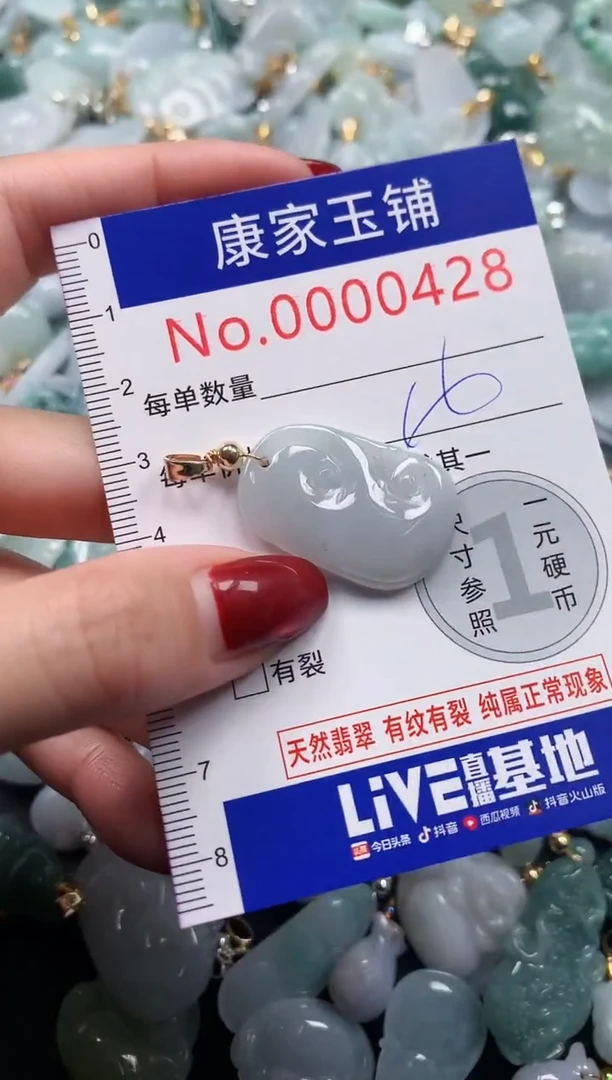 康家玉铺
No.0000428
每单数量
其一
一元硬币
尺寸参照
1
有裂
天然翡翠 有纹有裂 纯属正常现象
LiVE直播基地
今日头条 抖音 西瓜视频 抖音火山版
0
1
2
3
4
7
8